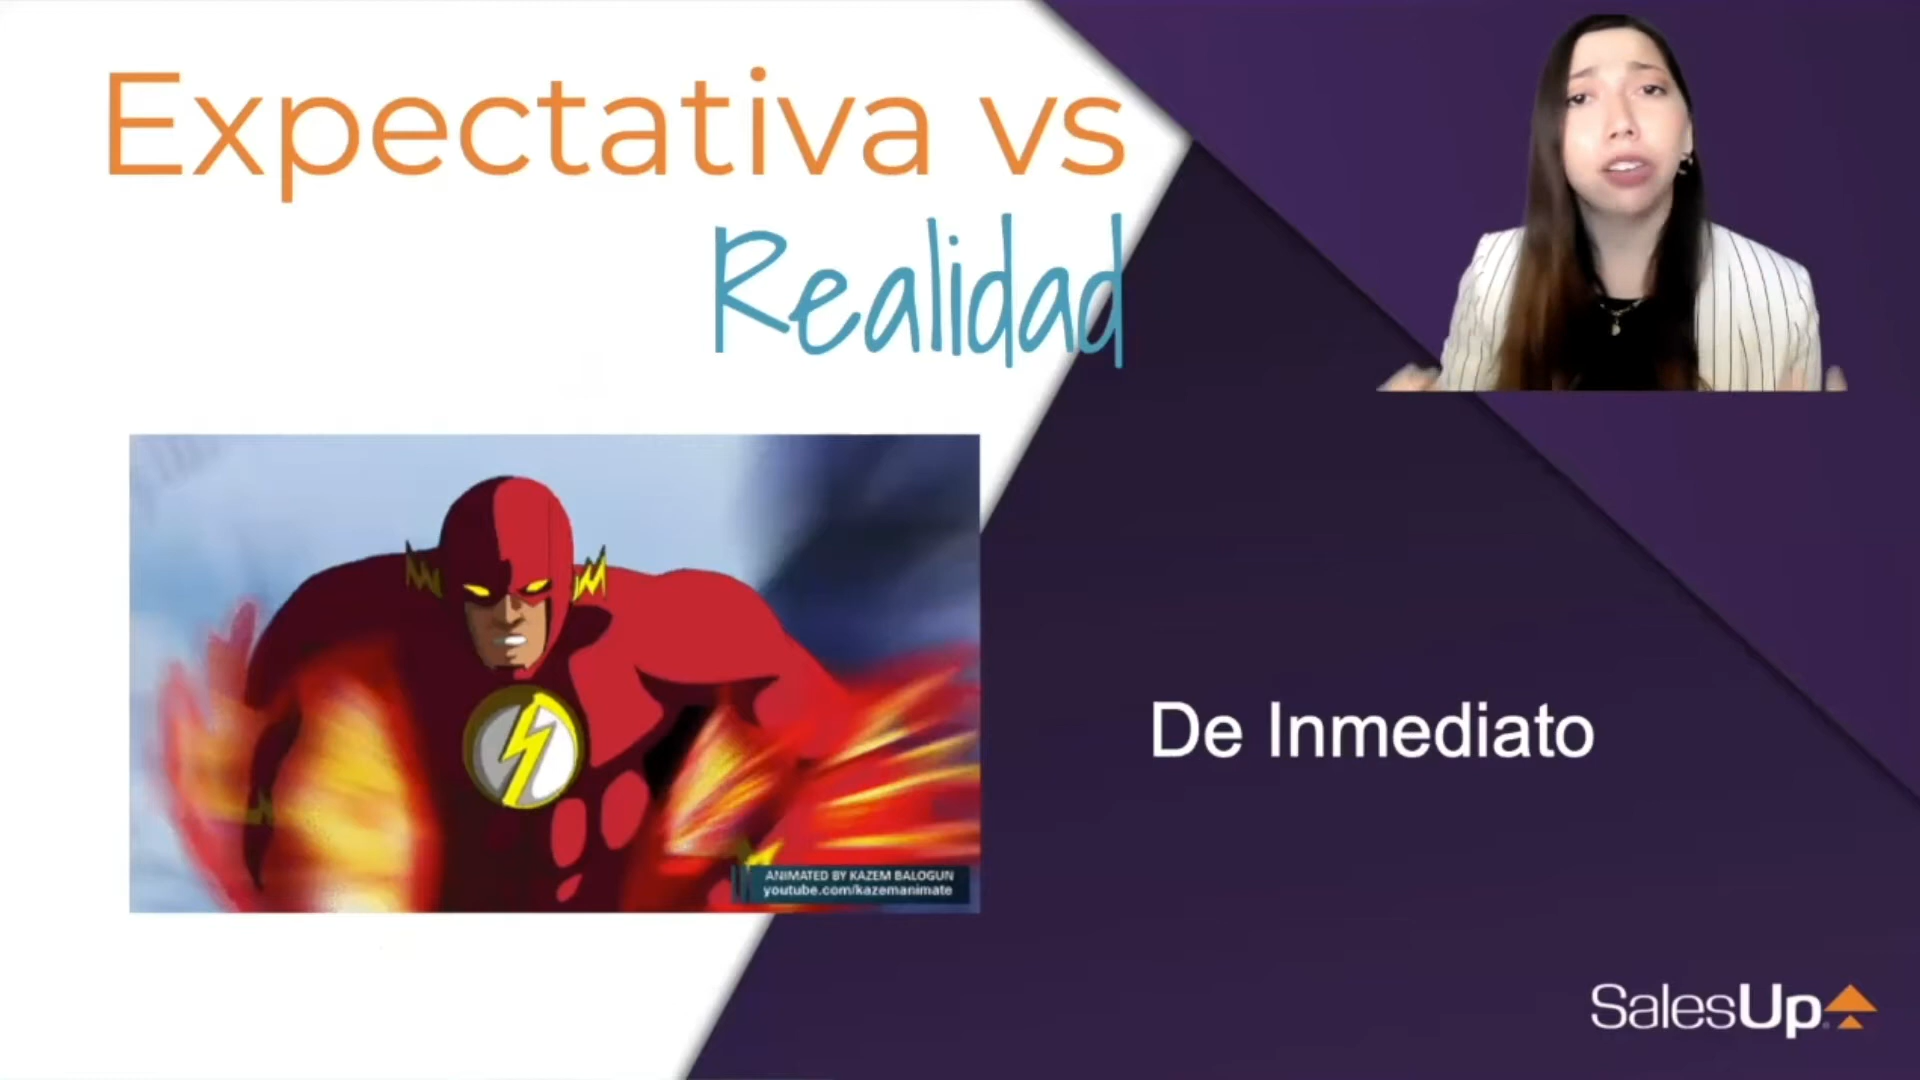 Expectativa vs
Realidad
De Inmediato
ANIMATED BY KAZEM BALOGUN
youtube.com/kazemanimate
SalesUp